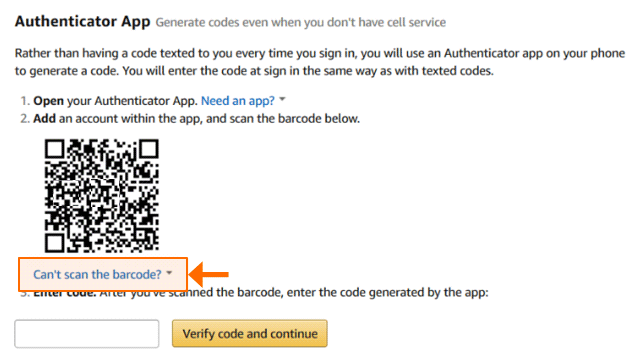 Authenticator App Generate codes even when you don't have cell service
Rather than having a code texted to you every time you sign in, you will use an Authenticator app on your phone
to generate a code. You will enter the code at sign in the same way as with texted codes.
1. Open your Authenticator App. Need an app?
2. Add an account within the app, and scan the barcode below.
Can't scan the barcode?
3. Enter code. After you've scanned the barcode, enter the code generated by the app:
Verify code and continue